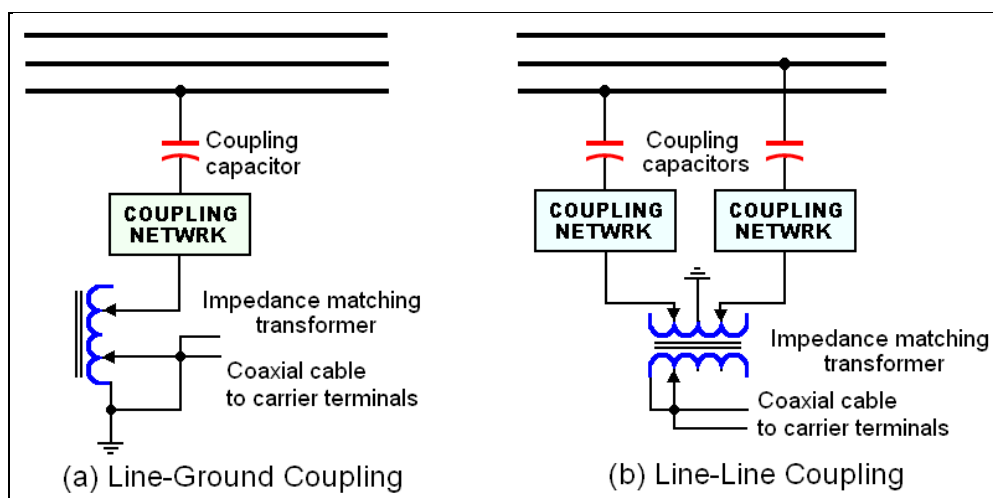 Coupling
capacitor
COUPLING
NETWRK
Impedance matching
transformer
Coaxial cable
to carrier terminals
(a) Line-Ground Coupling
Coupling
capacitors
COUPLING
NETWRK
COUPLING
NETWRK
Impedance matching
transformer
Coaxial cable
to carrier terminals
(b) Line-Line Coupling